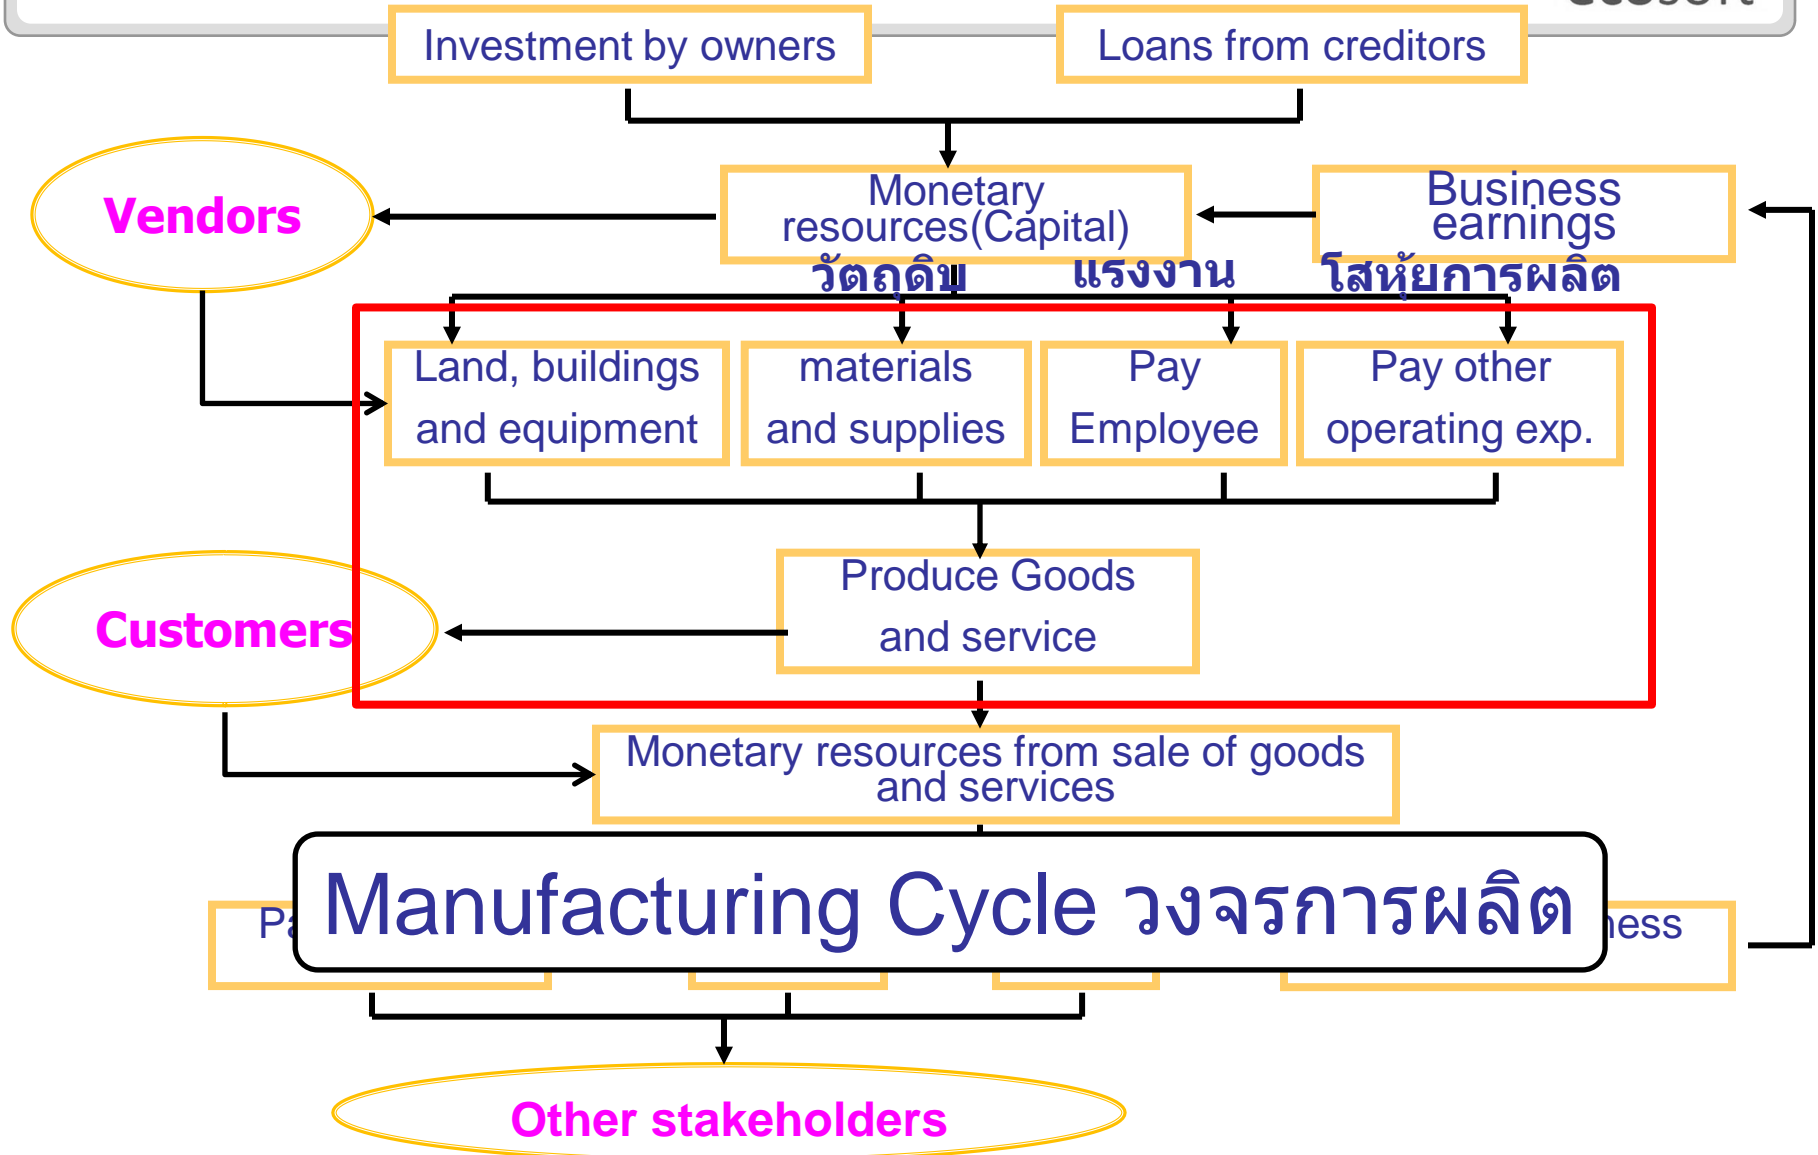 Investment by owners
Loans from creditors
Vendors
Monetary
resources(Capital)
Business
earnings
วัตถุดิบ
แรงงาน
โสหุ้ยการผลิต
Land, buildings
and equipment
materials
and supplies
Pay
Employee
Pay other
operating exp.
Produce Goods
and service
Customers
Monetary resources from sale of goods
and services
Manufacturing Cycle วงจรการผลิต
Other stakeholders